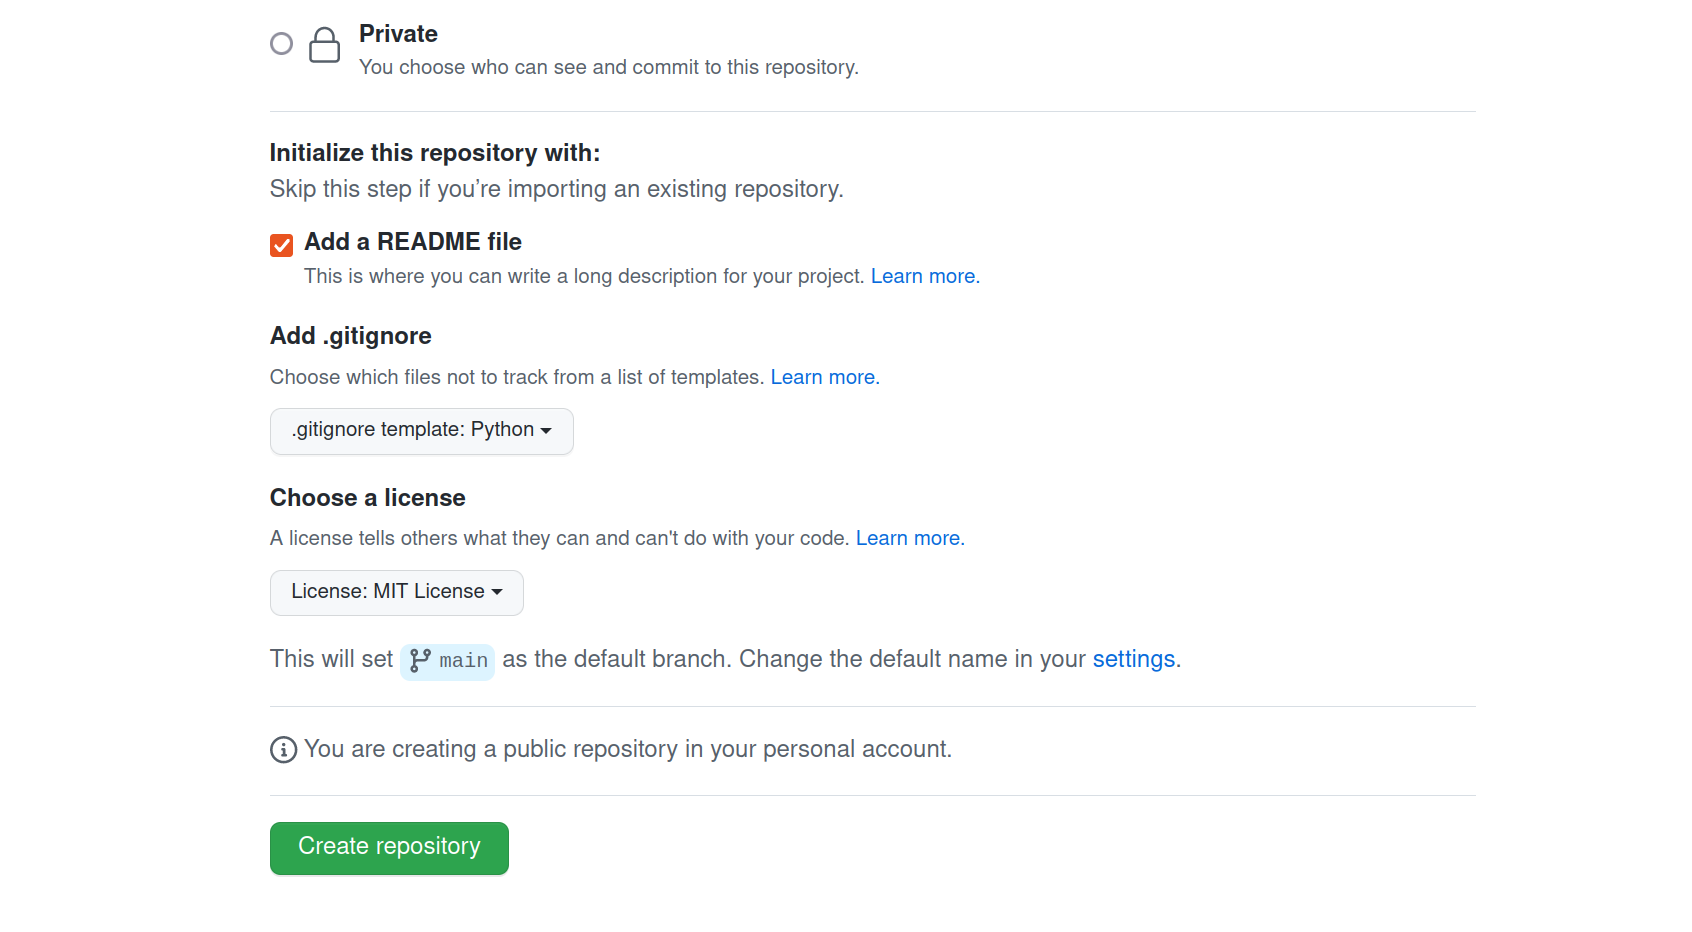 Private
You choose who can see and commit to this repository.
Initialize this repository with:
Skip this step if you’re importing an existing repository.
Add a README file
This is where you can write a long description for your project. Learn more.
Add .gitignore
Choose which files not to track from a list of templates. Learn more.
.gitignore template: Python
Choose a license
A license tells others what they can and can't do with your code. Learn more.
License: MIT License
This will set main as the default branch. Change the default name in your settings.
You are creating a public repository in your personal account.
Create repository